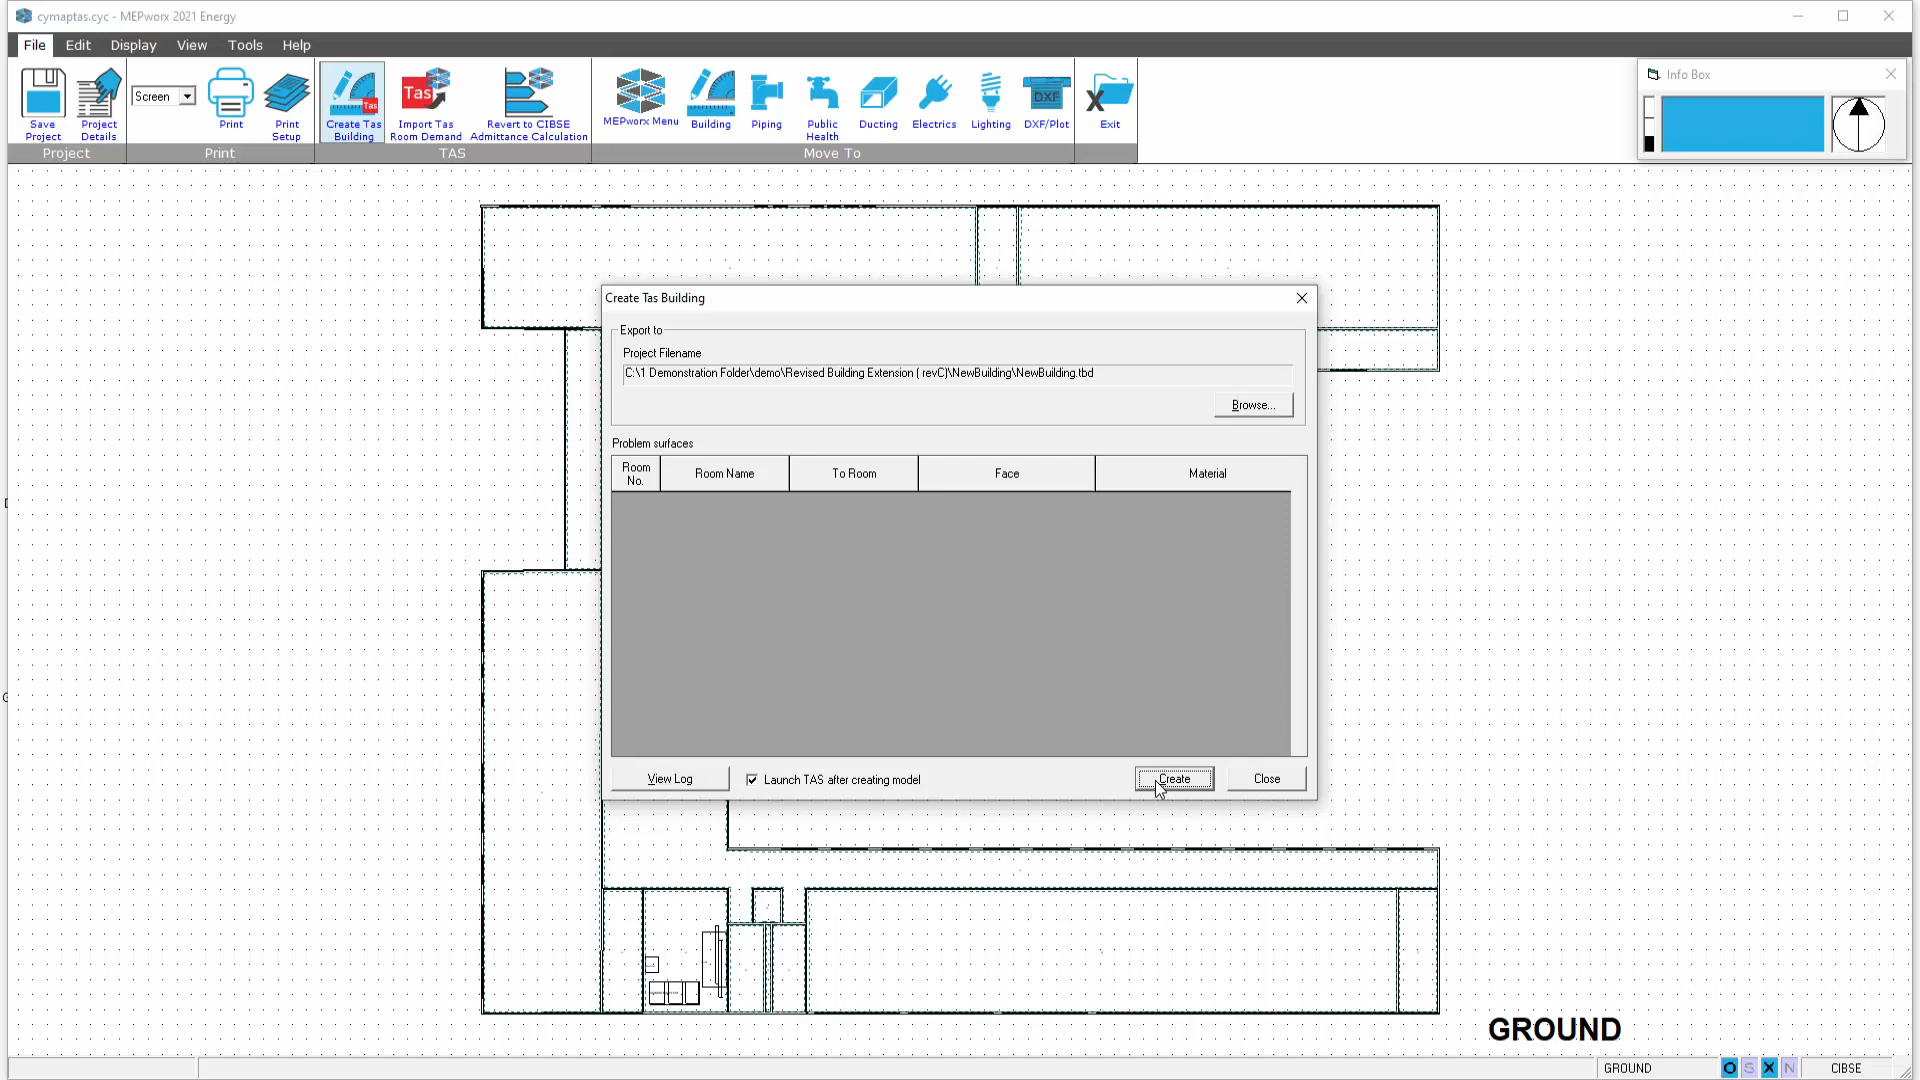 cymaptas.cyc - MEPworx 2021 Energy
File Edit Display View Tools Help
Save Project
Project Details
Screen
Print
Print Setup
Create Tas Building
Tas
Tas
Import Tas Room Demand
Revert to CIBSE Admittance Calculation
MEPworx Menu
Building
Piping
Public Health
Ducting
Electrics
Lighting
DXF
DXF/Plot
X
Exit
Project
Print
TAS
Move To
Info Box
Create Tas Building
Export to
Project Filename
C:\1 Demonstration Folder\demo\Revised Building Extension ( revC)\NewBuilding\NewBuilding.tbd
Browse...
Problem surfaces
Room No.
Room Name
To Room
Face
Material
View Log
Launch TAS after creating model
Create
Close
GROUND
GROUND
O S X N
CIBSE